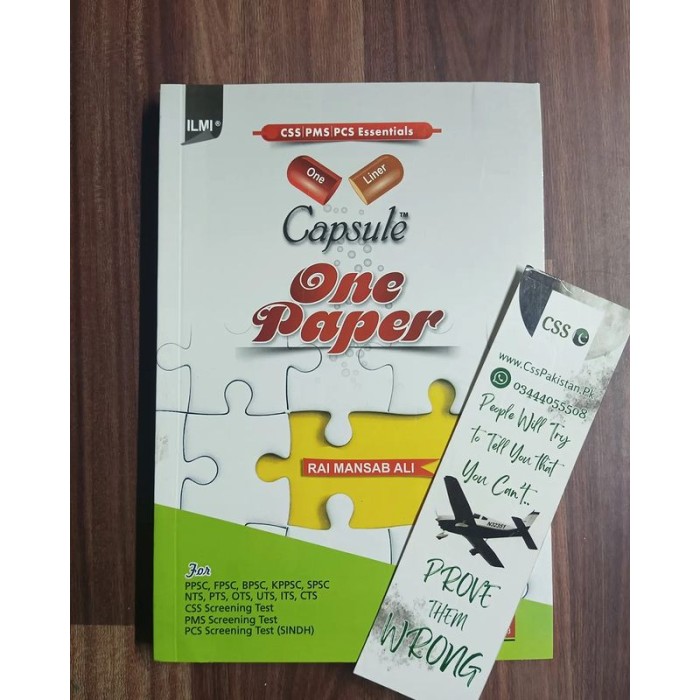 ILMI®
CSS|PMS|PCS Essentials
One
Liner
Capsule™
One
Paper
RAI MANSAB ALI
For
PPSC, FPSC, BPSC, KPPSC, SPSC
NTS, PTS, OTS, UTS, ITS, CTS
CSS Screening Test
PMS Screening Test
PCS Screening Test (SINDH)
CSS
www.CssPakistan.Pk
03444055508
People Will Try
to Tell You that
You Can't..
PROVE
THEM
WRONG